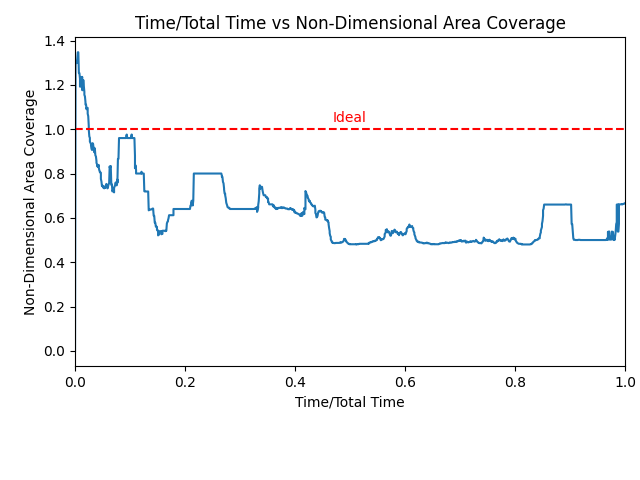 Time/Total Time vs Non-Dimensional Area Coverage
1.4
1.2
1.0
0.8
0.6
0.4
0.2
0.0
Non-Dimensional Area Coverage
Ideal
0.0 0.2 0.4 0.6 0.8 1.0
Time/Total Time